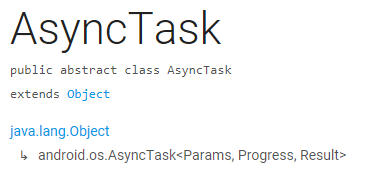 AsyncTask
public abstract class AsyncTask
extends Object
java.lang.Object
↳ android.os.AsyncTask<Params, Progress, Result>